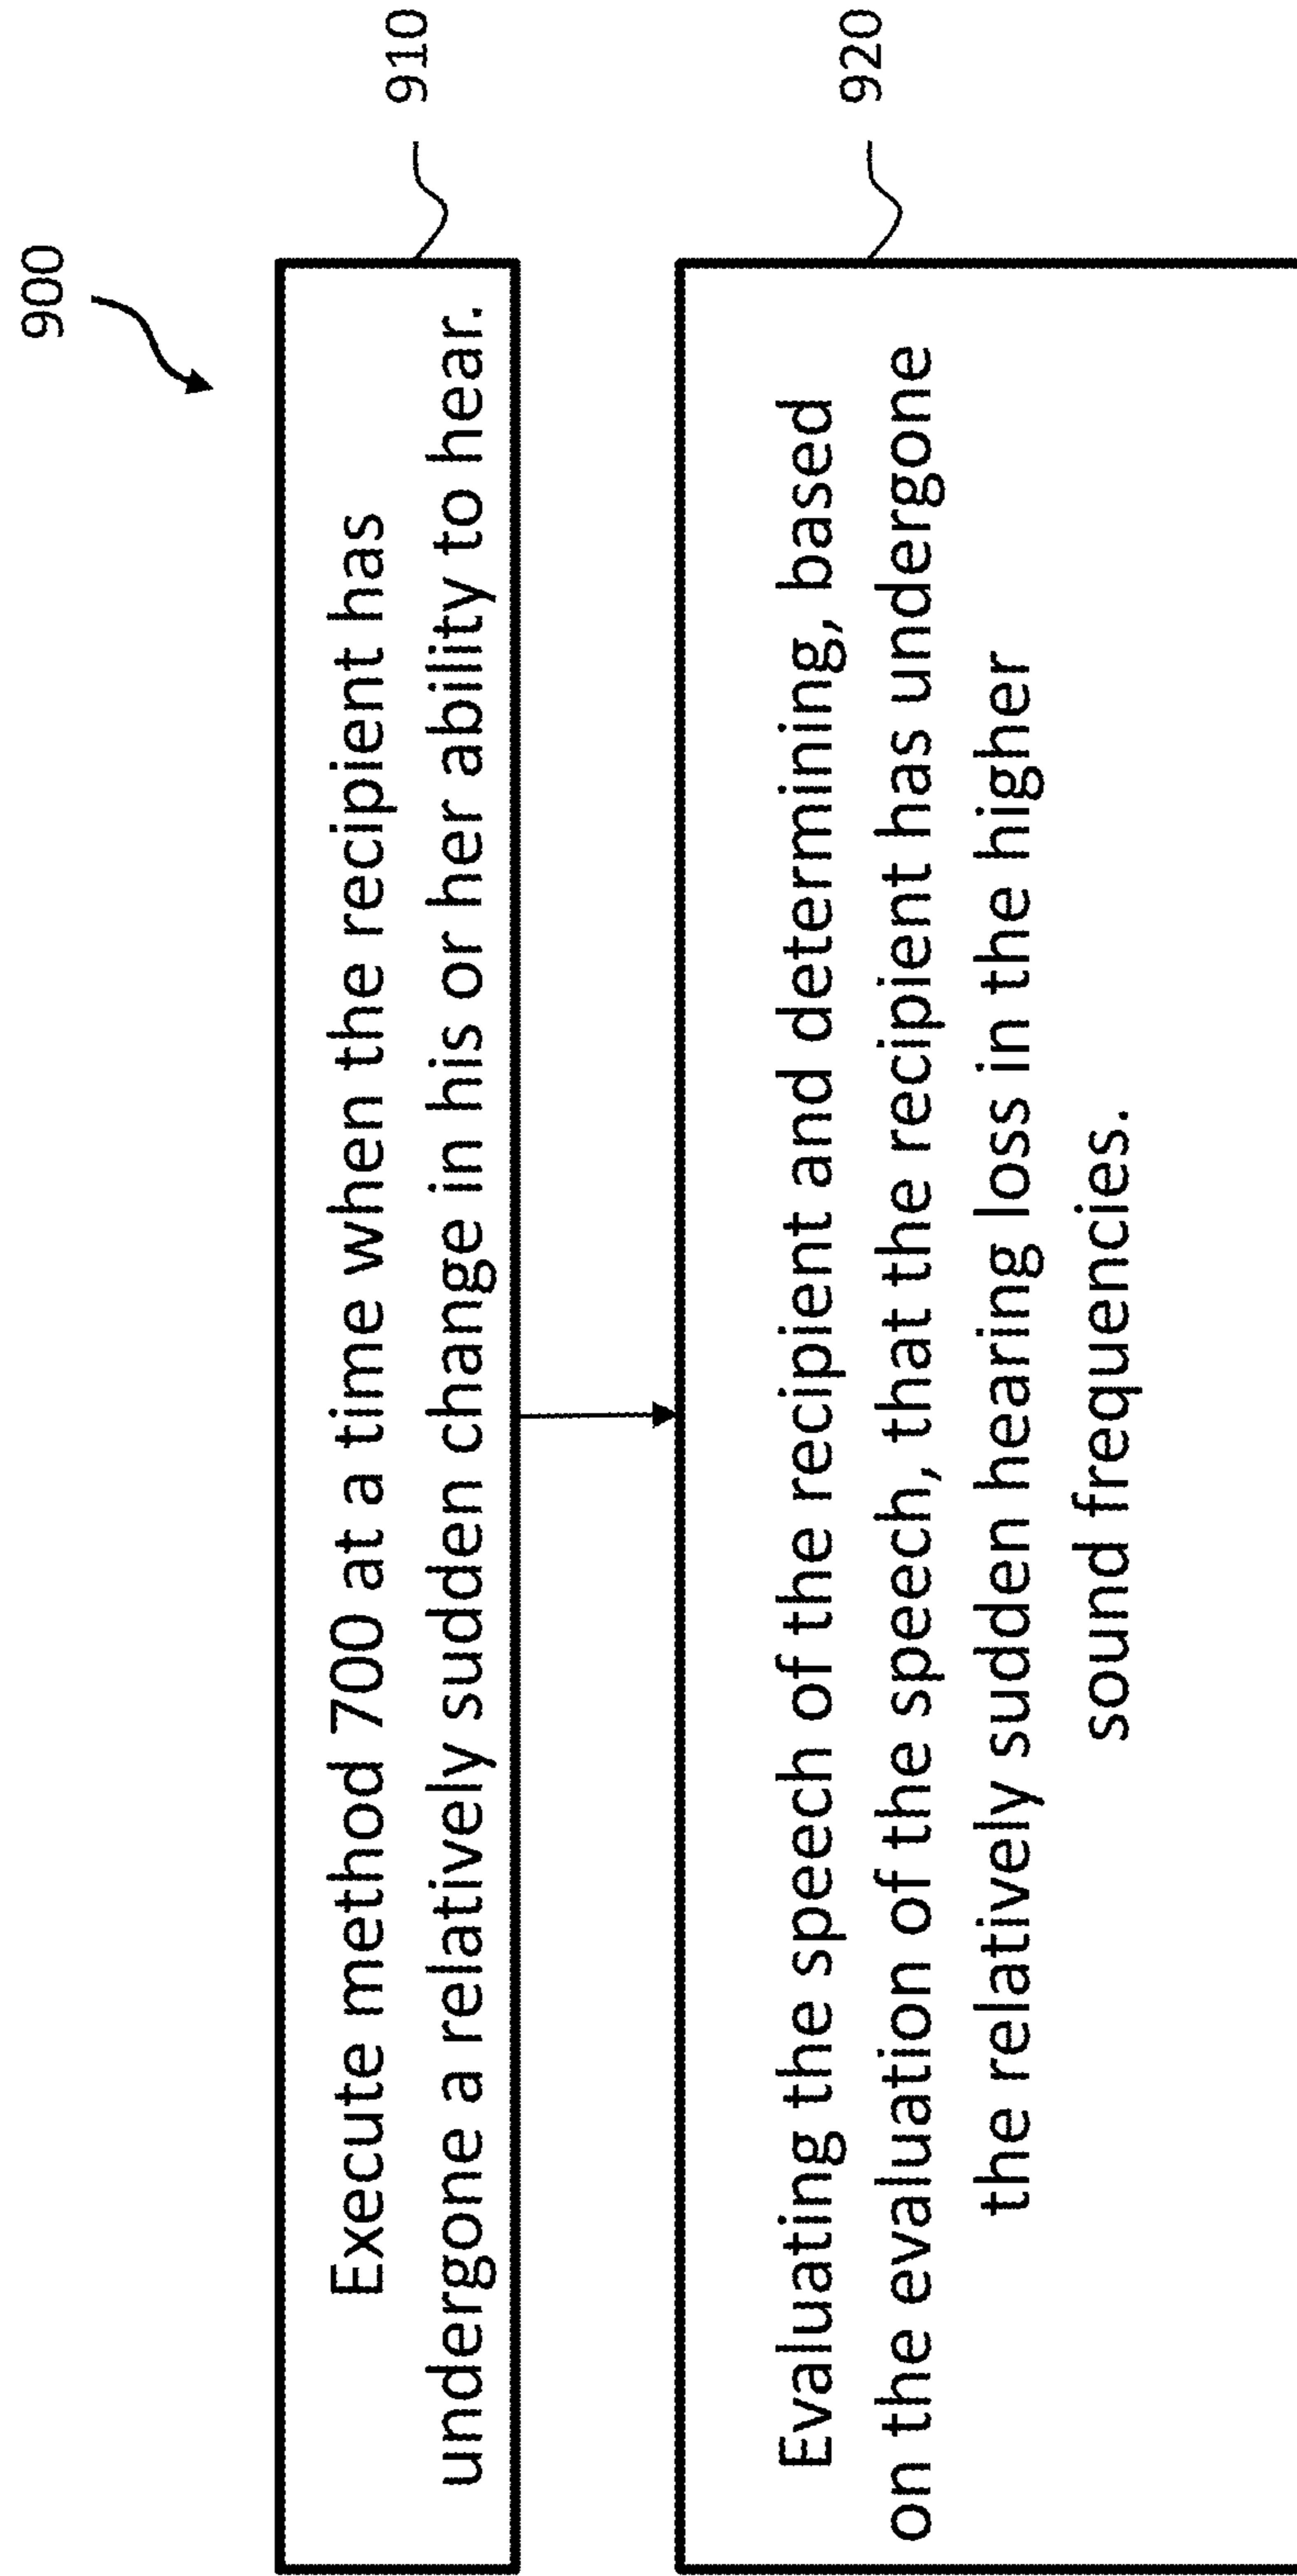 900
Execute method 700 at a time when the recipient has
undergone a relatively sudden change in his or her ability to hear.
910
Evaluating the speech of the recipient and determining, based
on the evaluation of the speech, that the recipient has undergone
the relatively sudden hearing loss in the higher
sound frequencies.
920